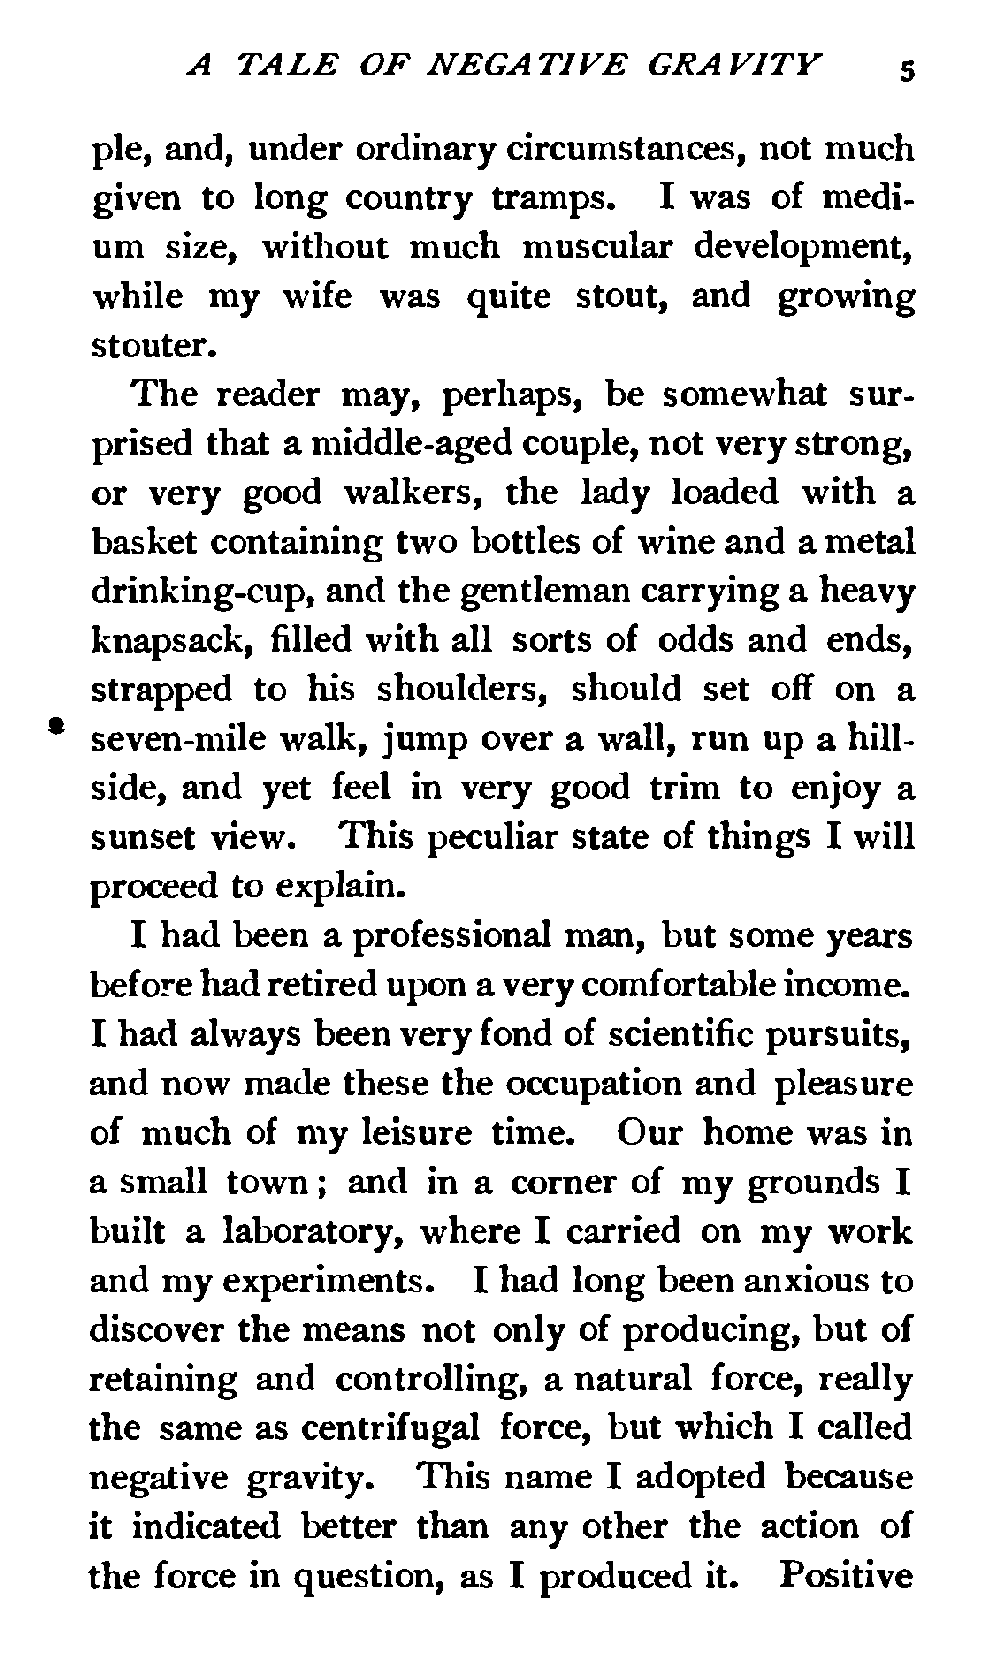 A TALE OF NEGATIVE GRAVITY 5
ple, and, under ordinary circumstances, not much
given to long country tramps. I was of medi-
um size, without much muscular development,
while my wife was quite stout, and growing
stouter.
The reader may, perhaps, be somewhat sur-
prised that a middle-aged couple, not very strong,
or very good walkers, the lady loaded with a
basket containing two bottles of wine and a metal
drinking-cup, and the gentleman carrying a heavy
knapsack, filled with all sorts of odds and ends,
strapped to his shoulders, should set off on a
seven-mile walk, jump over a wall, run up a hill-
side, and yet feel in very good trim to enjoy a
sunset view. This peculiar state of things I will
proceed to explain.
I had been a professional man, but some years
before had retired upon a very comfortable income.
I had always been very fond of scientific pursuits,
and now made these the occupation and pleasure
of much of my leisure time. Our home was in
a small town; and in a corner of my grounds I
built a laboratory, where I carried on my work
and my experiments. I had long been anxious to
discover the means not only of producing, but of
retaining and controlling, a natural force, really
the same as centrifugal force, but which I called
negative gravity. This name I adopted because
it indicated better than any other the action of
the force in question, as I produced it. Positive